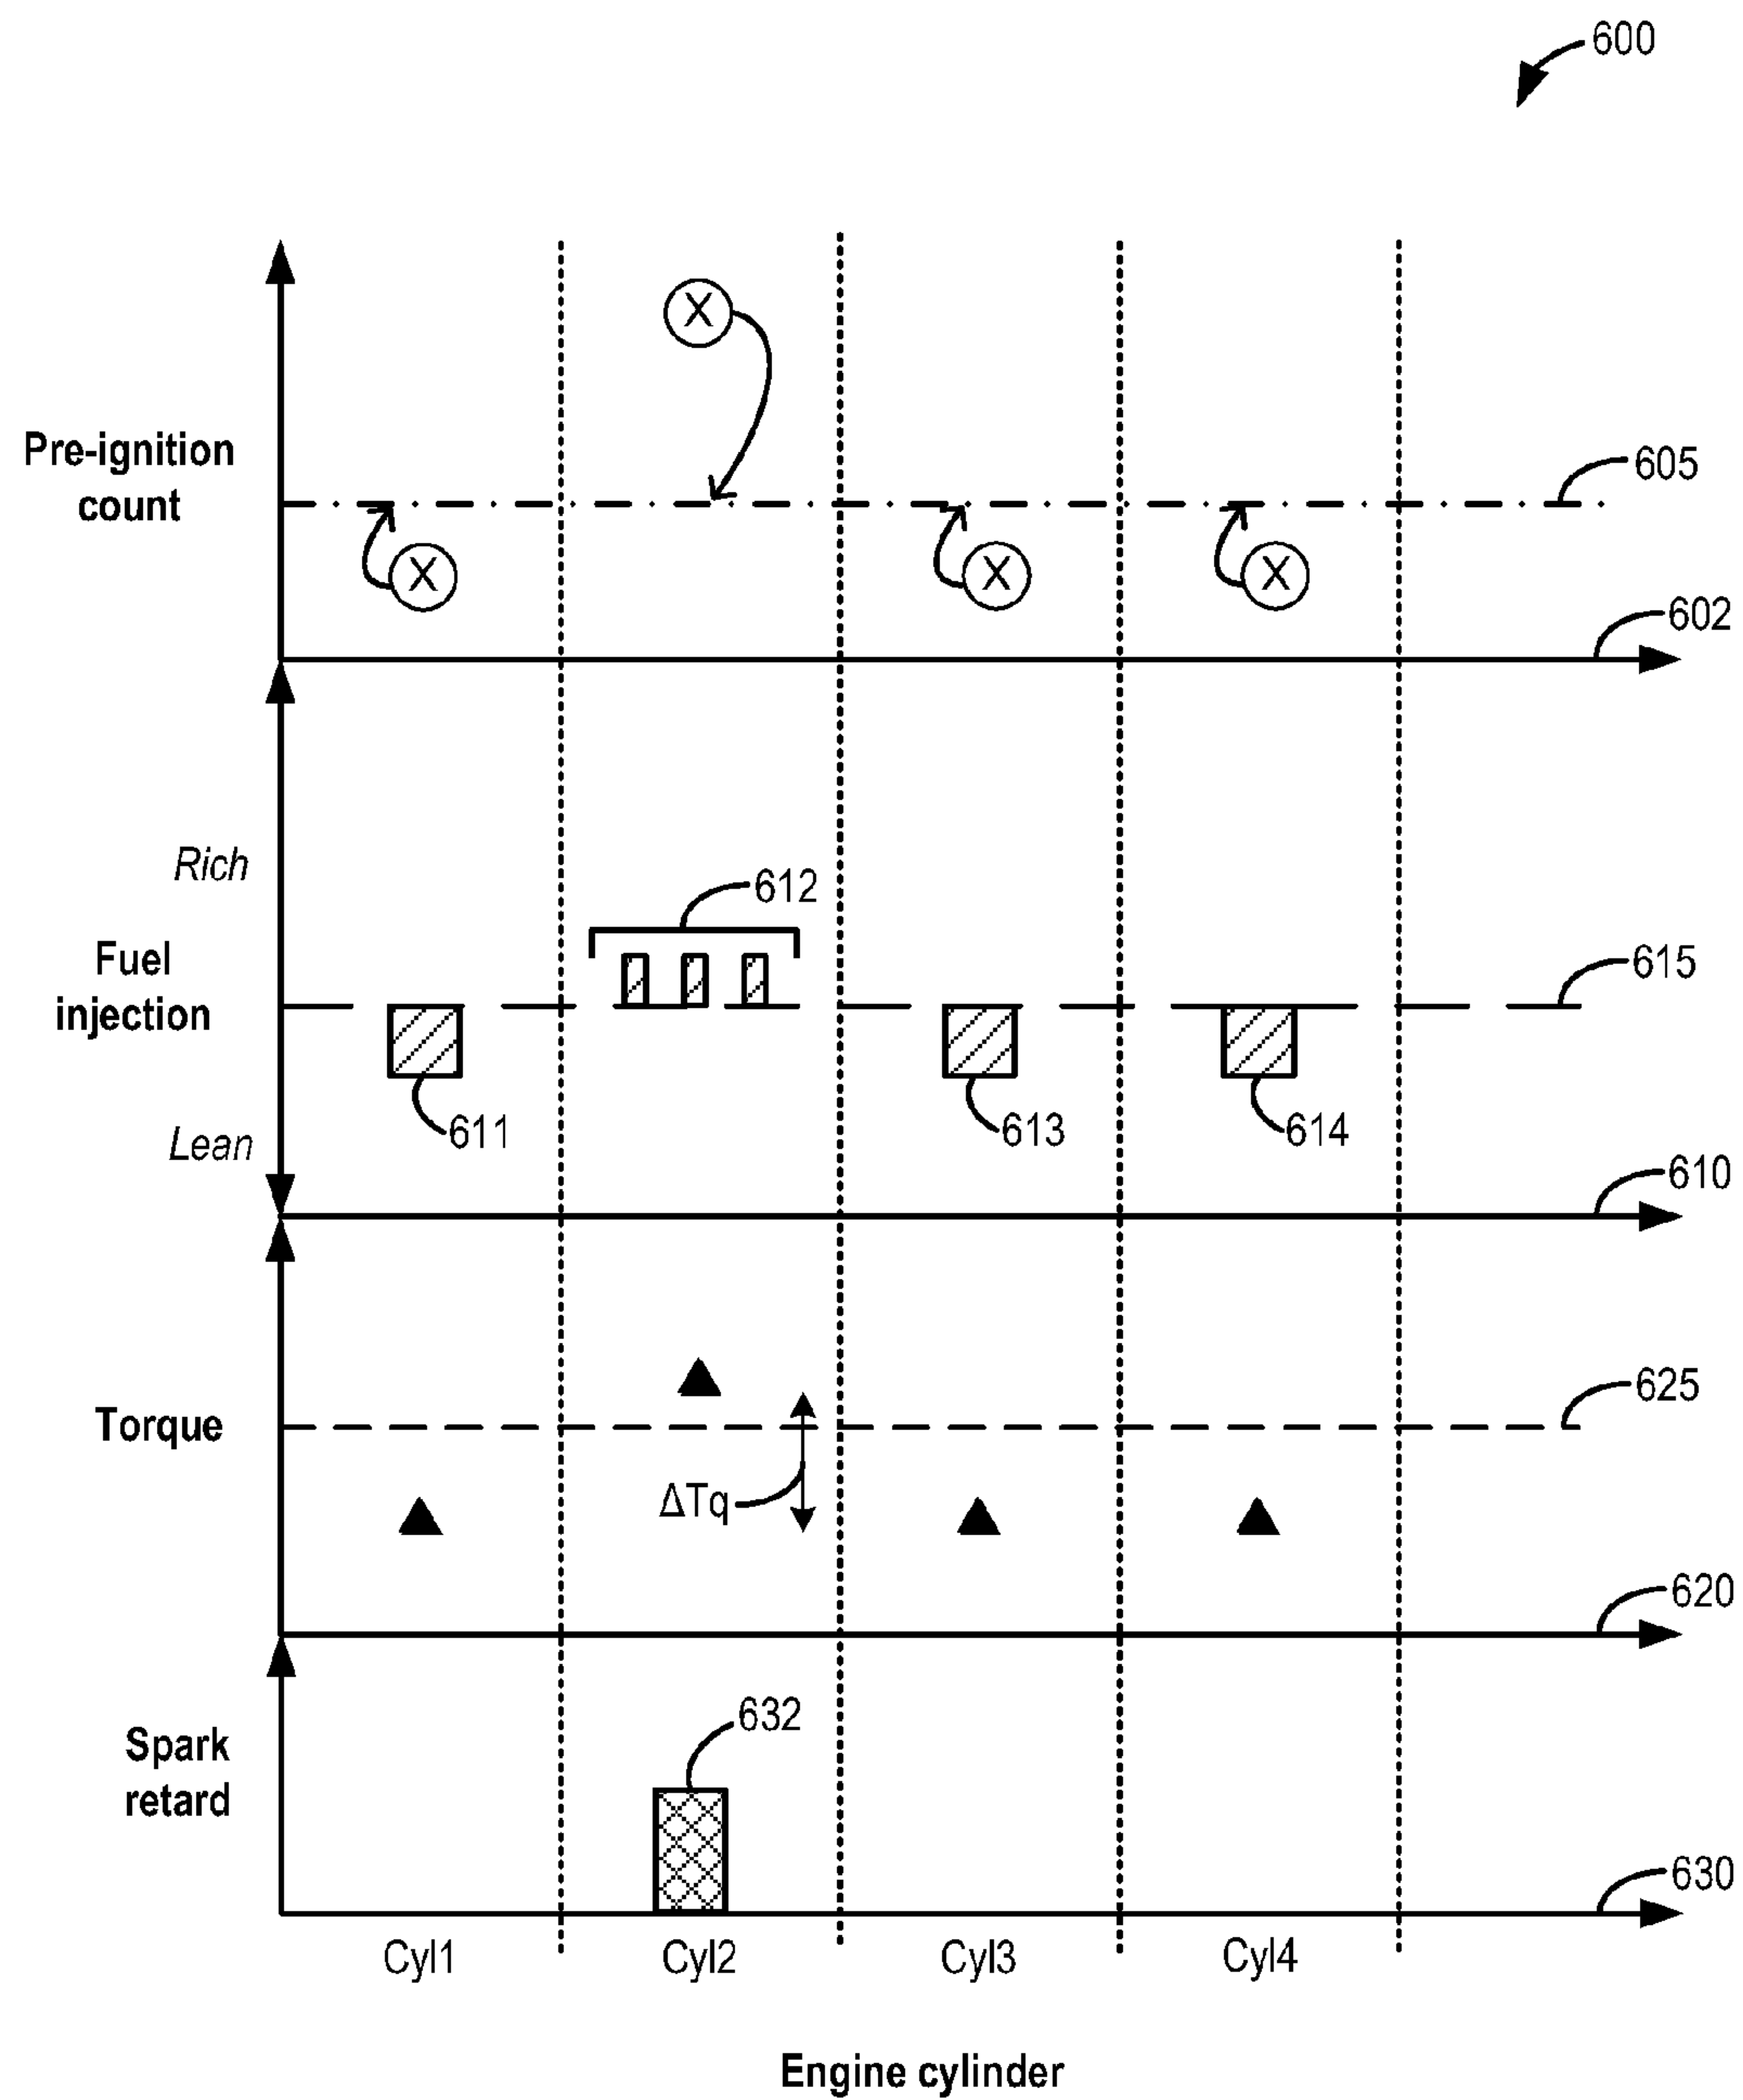 600
X
Pre-ignition
count
605
X
X
X
602
Rich
612
Fuel
injection
615
611
613
614
Lean
610
625
Torque
ΔTq
620
632
Spark
retard
630
Cyl1
Cyl2
Cyl3
Cyl4
Engine cylinder